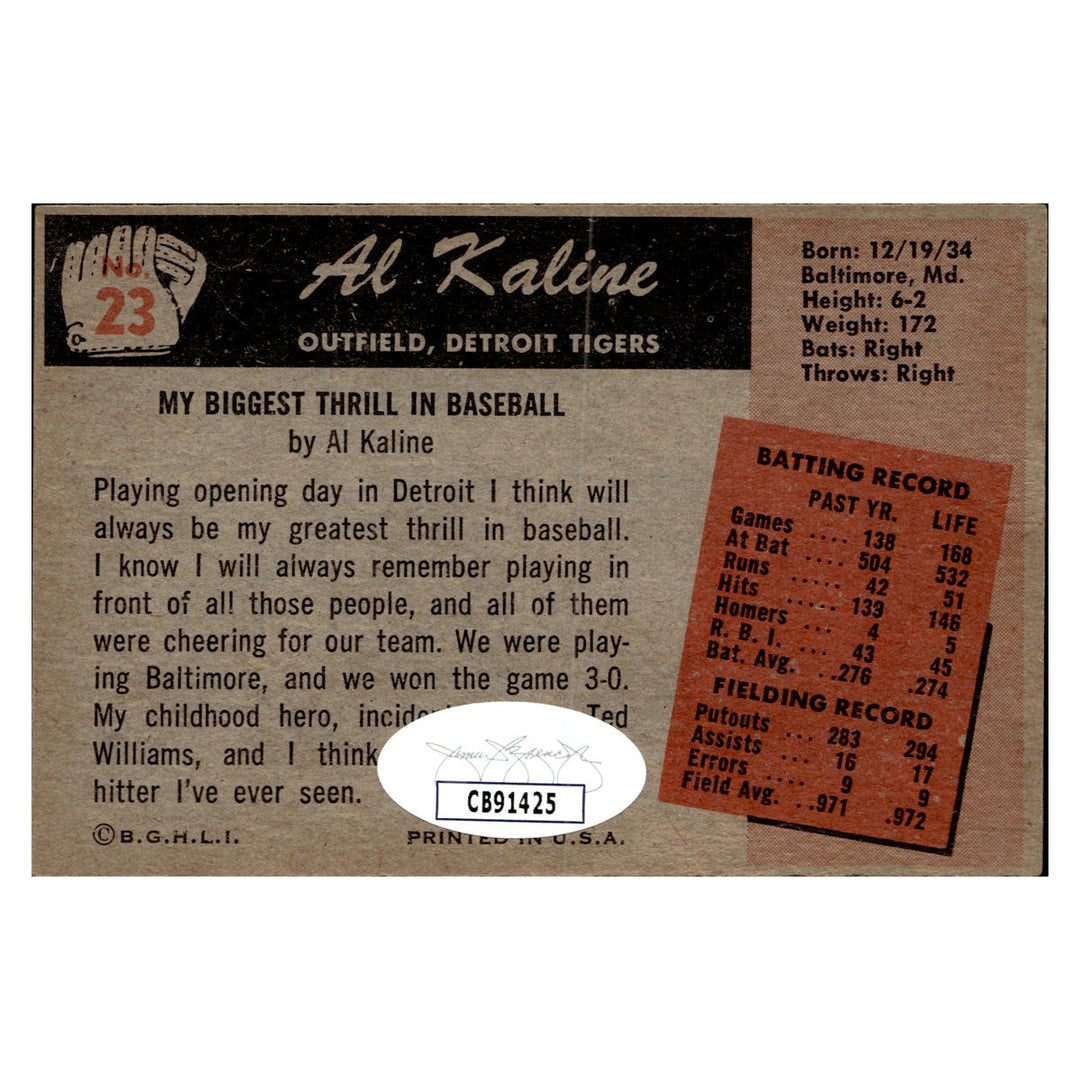 No.
23
Al Kaline
OUTFIELD, DETROIT TIGERS
Born: 12/19/34
Baltimore, Md.
Height: 6-2
Weight: 172
Bats: Right
Throws: Right
MY BIGGEST THRILL IN BASEBALL
by Al Kaline
Playing opening day in Detroit I think will
always be my greatest thrill in baseball.
I know I will always remember playing in
front of all those people, and all of them
were cheering for our team. We were play-
ing Baltimore, and we won the game 3-0.
My childhood hero, Ted
Williams, and I think
hitter I've ever seen.
© B.G.H.L.I.
PRINTED IN U.S.A.
CB91425
BATTING RECORD
PAST YR. LIFE
Games .... 138 168
At Bat .... 504 532
Runs ..... 42 51
Hits ..... 139 146
Homers ... 4 5
R. B. I. ... 43 45
Bat. Avg. ..276 .274
FIELDING RECORD
Putouts ... 283 294
Assists ... 16 17
Errors .... 9 9
Field Avg. ..971 .972